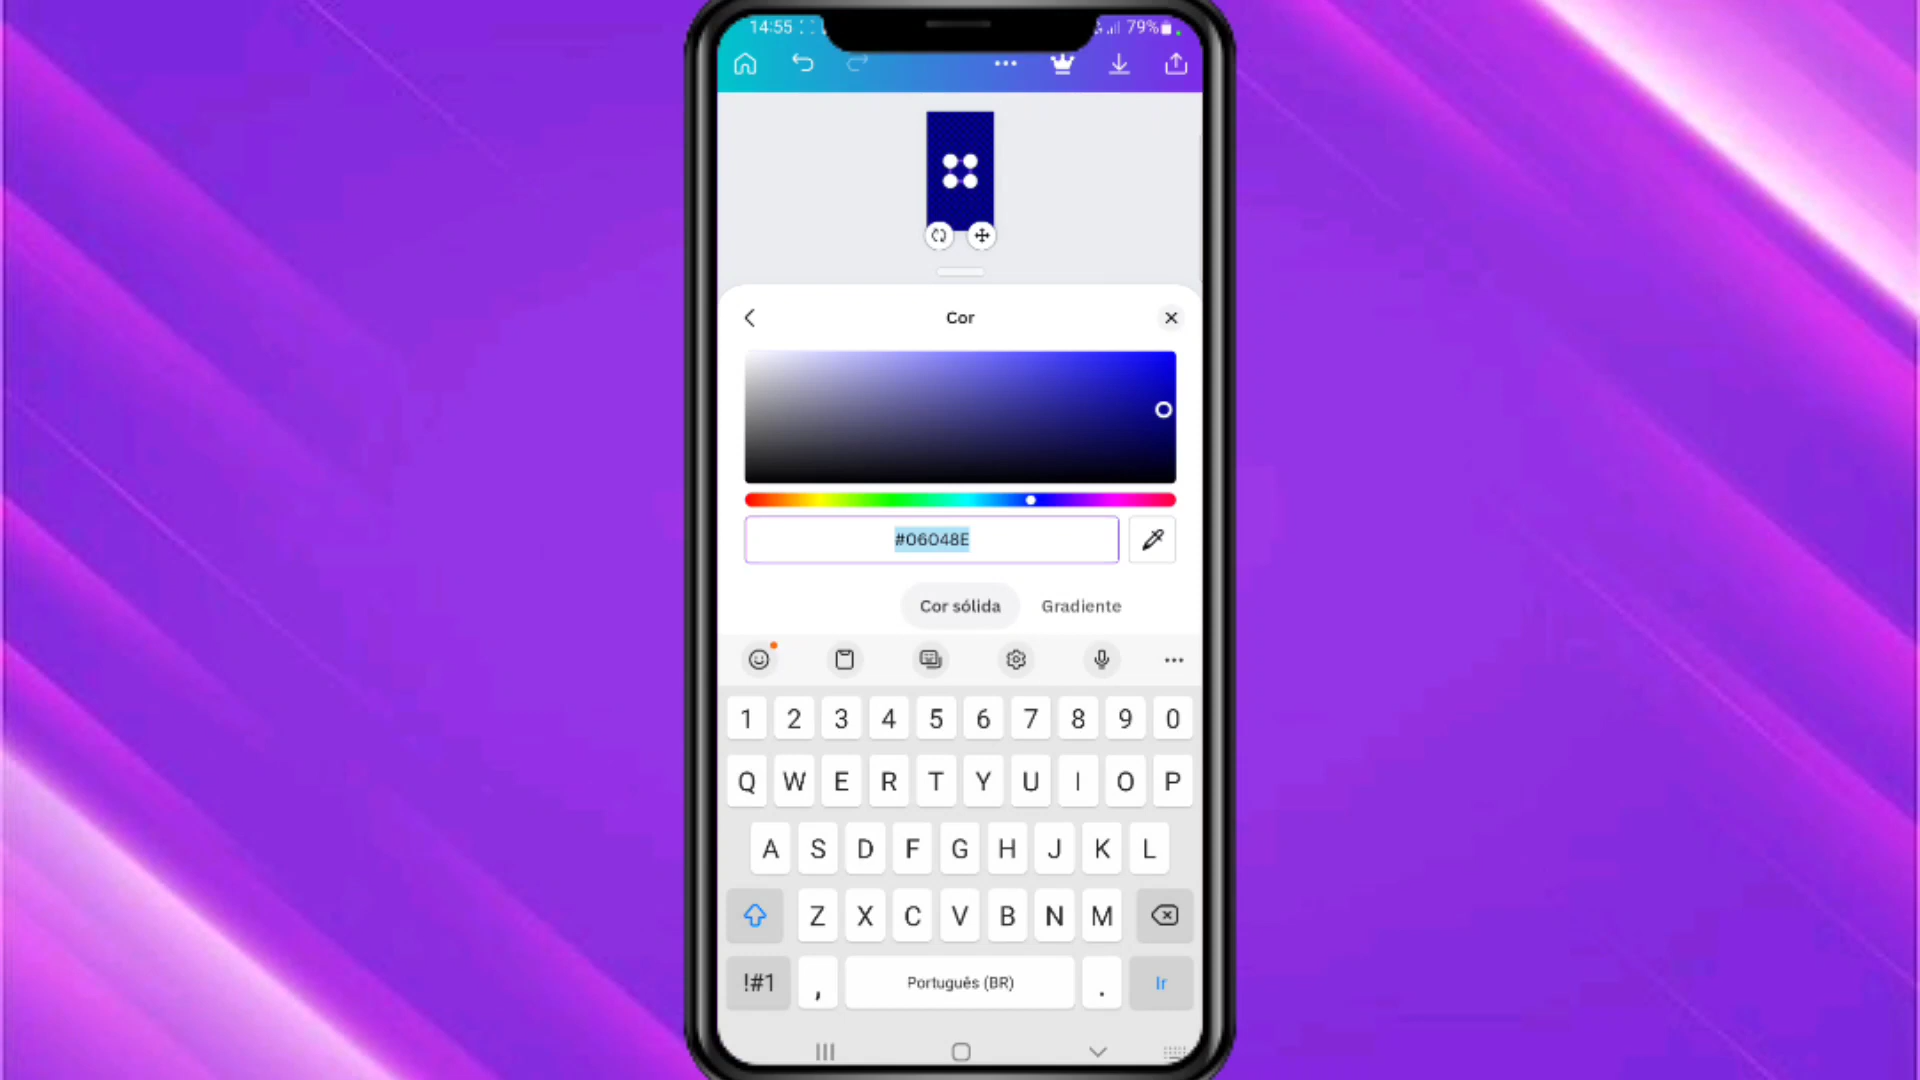 14:55
79%
Cor
#06048E
Cor sólida
Gradiente
1 2 3 4 5 6 7 8 9 0
Q W E R T Y U I O P
A S D F G H J K L
Z X C V B N M
!#1 , Português (BR) . Ir